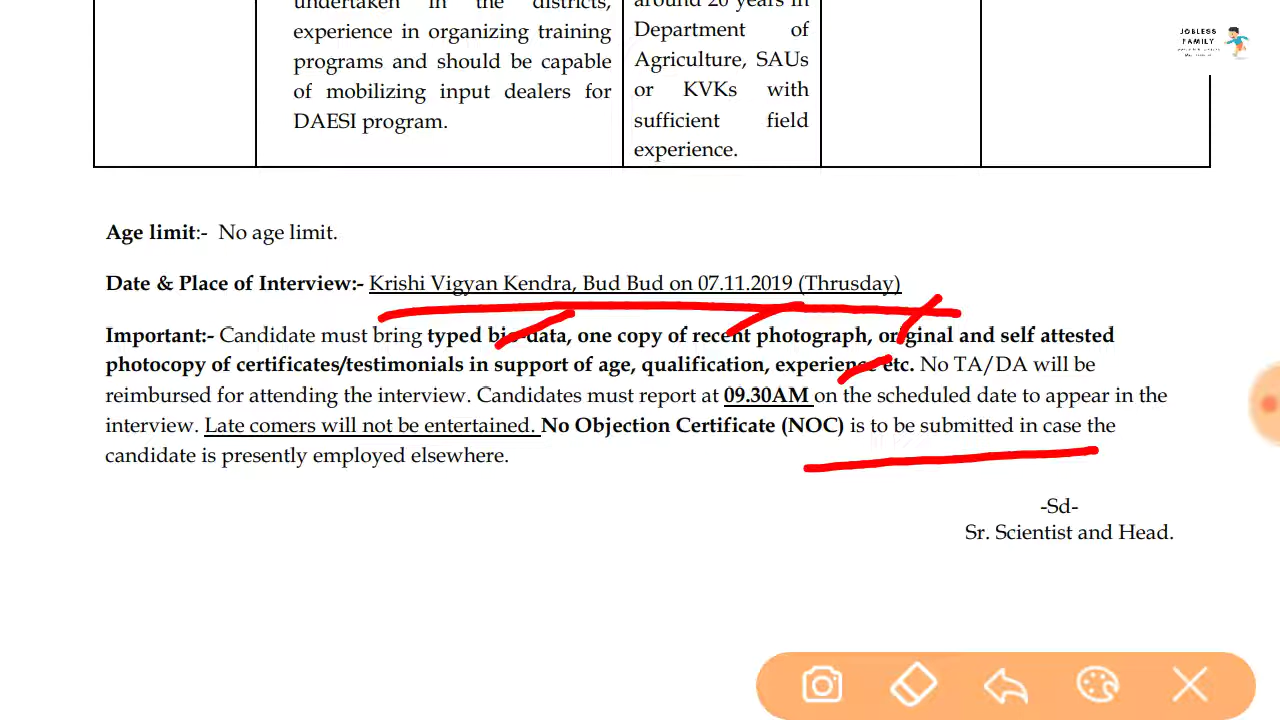 undertaken in the districts,
experience in organizing training
programs and should be capable
of mobilizing input dealers for
DAESI program.
around 20 years in
Department of
Agriculture, SAUs
or KVKs with
sufficient field
experience.
JOBLESS
FAMILY
Age limit:- No age limit.
Date & Place of Interview:- Krishi Vigyan Kendra, Bud Bud on 07.11.2019 (Thrusday)
Important:- Candidate must bring typed bio-data, one copy of recent photograph, original and self attested
photocopy of certificates/testimonials in support of age, qualification, experience etc. No TA/DA will be
reimbursed for attending the interview. Candidates must report at 09.30AM on the scheduled date to appear in the
interview. Late comers will not be entertained. No Objection Certificate (NOC) is to be submitted in case the
candidate is presently employed elsewhere.
-Sd-
Sr. Scientist and Head.